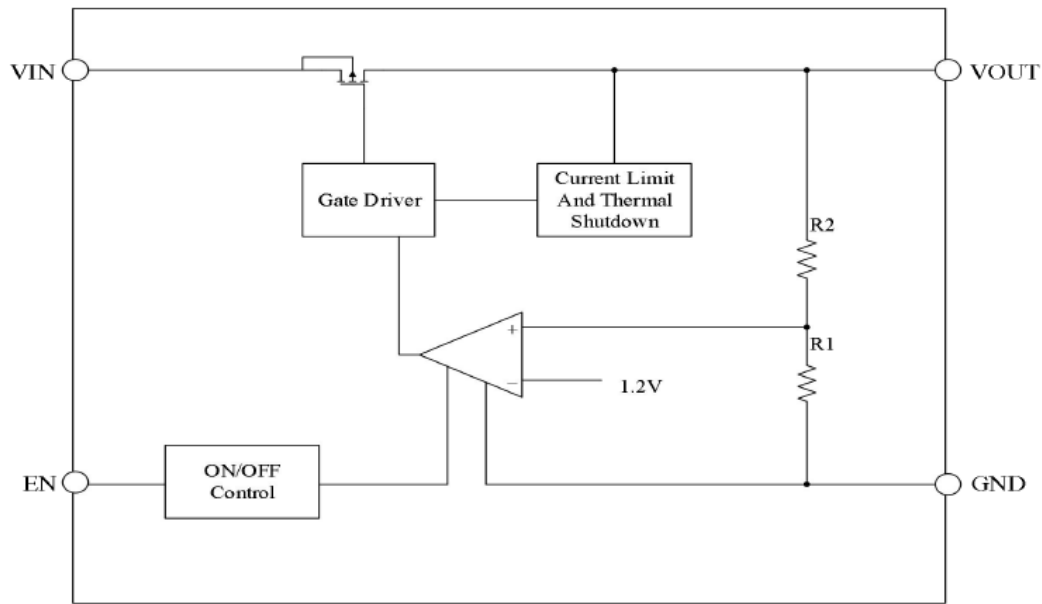 VIN
VOUT
Gate Driver
Current Limit
And Thermal
Shutdown
R2
+
R1
−
1.2V
EN
ON/OFF
Control
GND